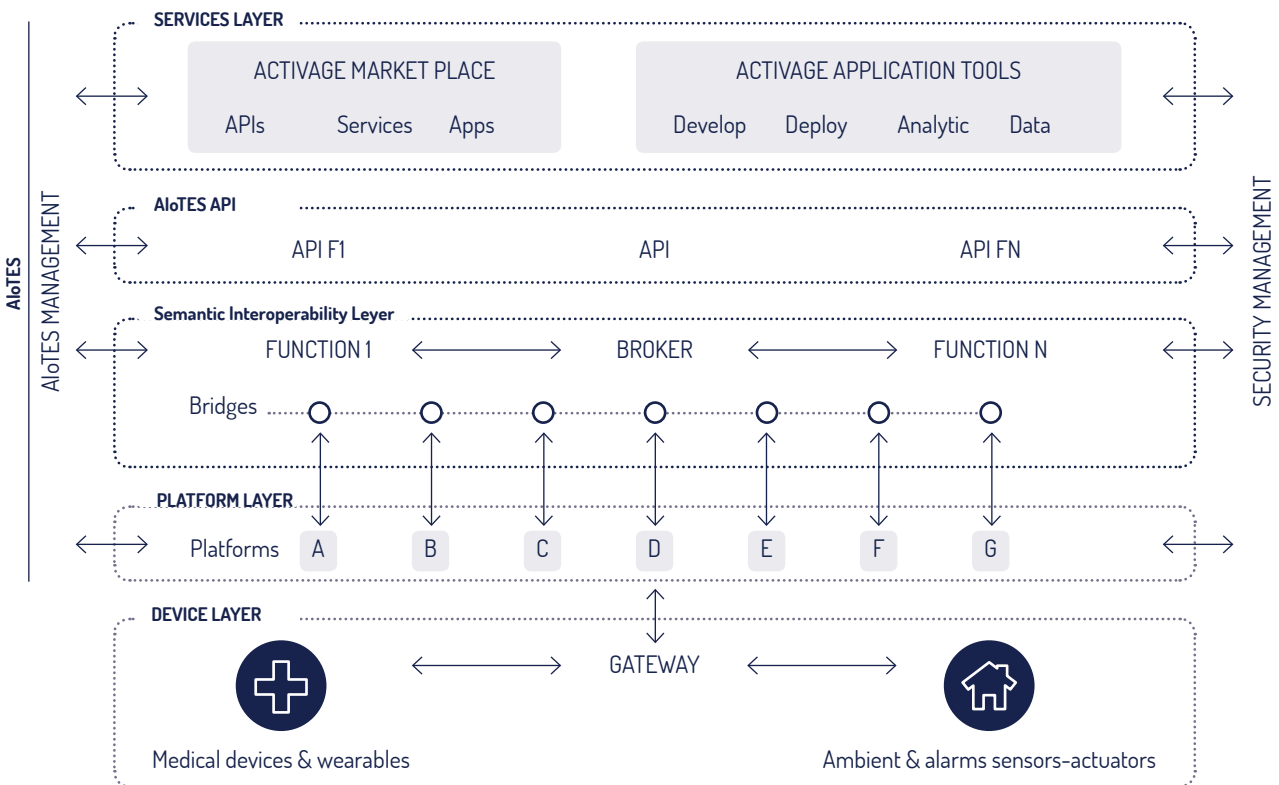 SERVICES LAYER
ACTIVAGE MARKET PLACE
APIs Services Apps
ACTIVAGE APPLICATION TOOLS
Develop Deploy Analytic Data
AIoTES
AIoTES MANAGEMENT
SECURITY MANAGEMENT
AIoTES API
API F1 API API FN
Semantic Interoperability Leyer
FUNCTION 1 BROKER FUNCTION N
Bridges
PLATFORM LAYER
Platforms A B C D E F G
DEVICE LAYER
GATEWAY
Medical devices & wearables
Ambient & alarms sensors-actuators